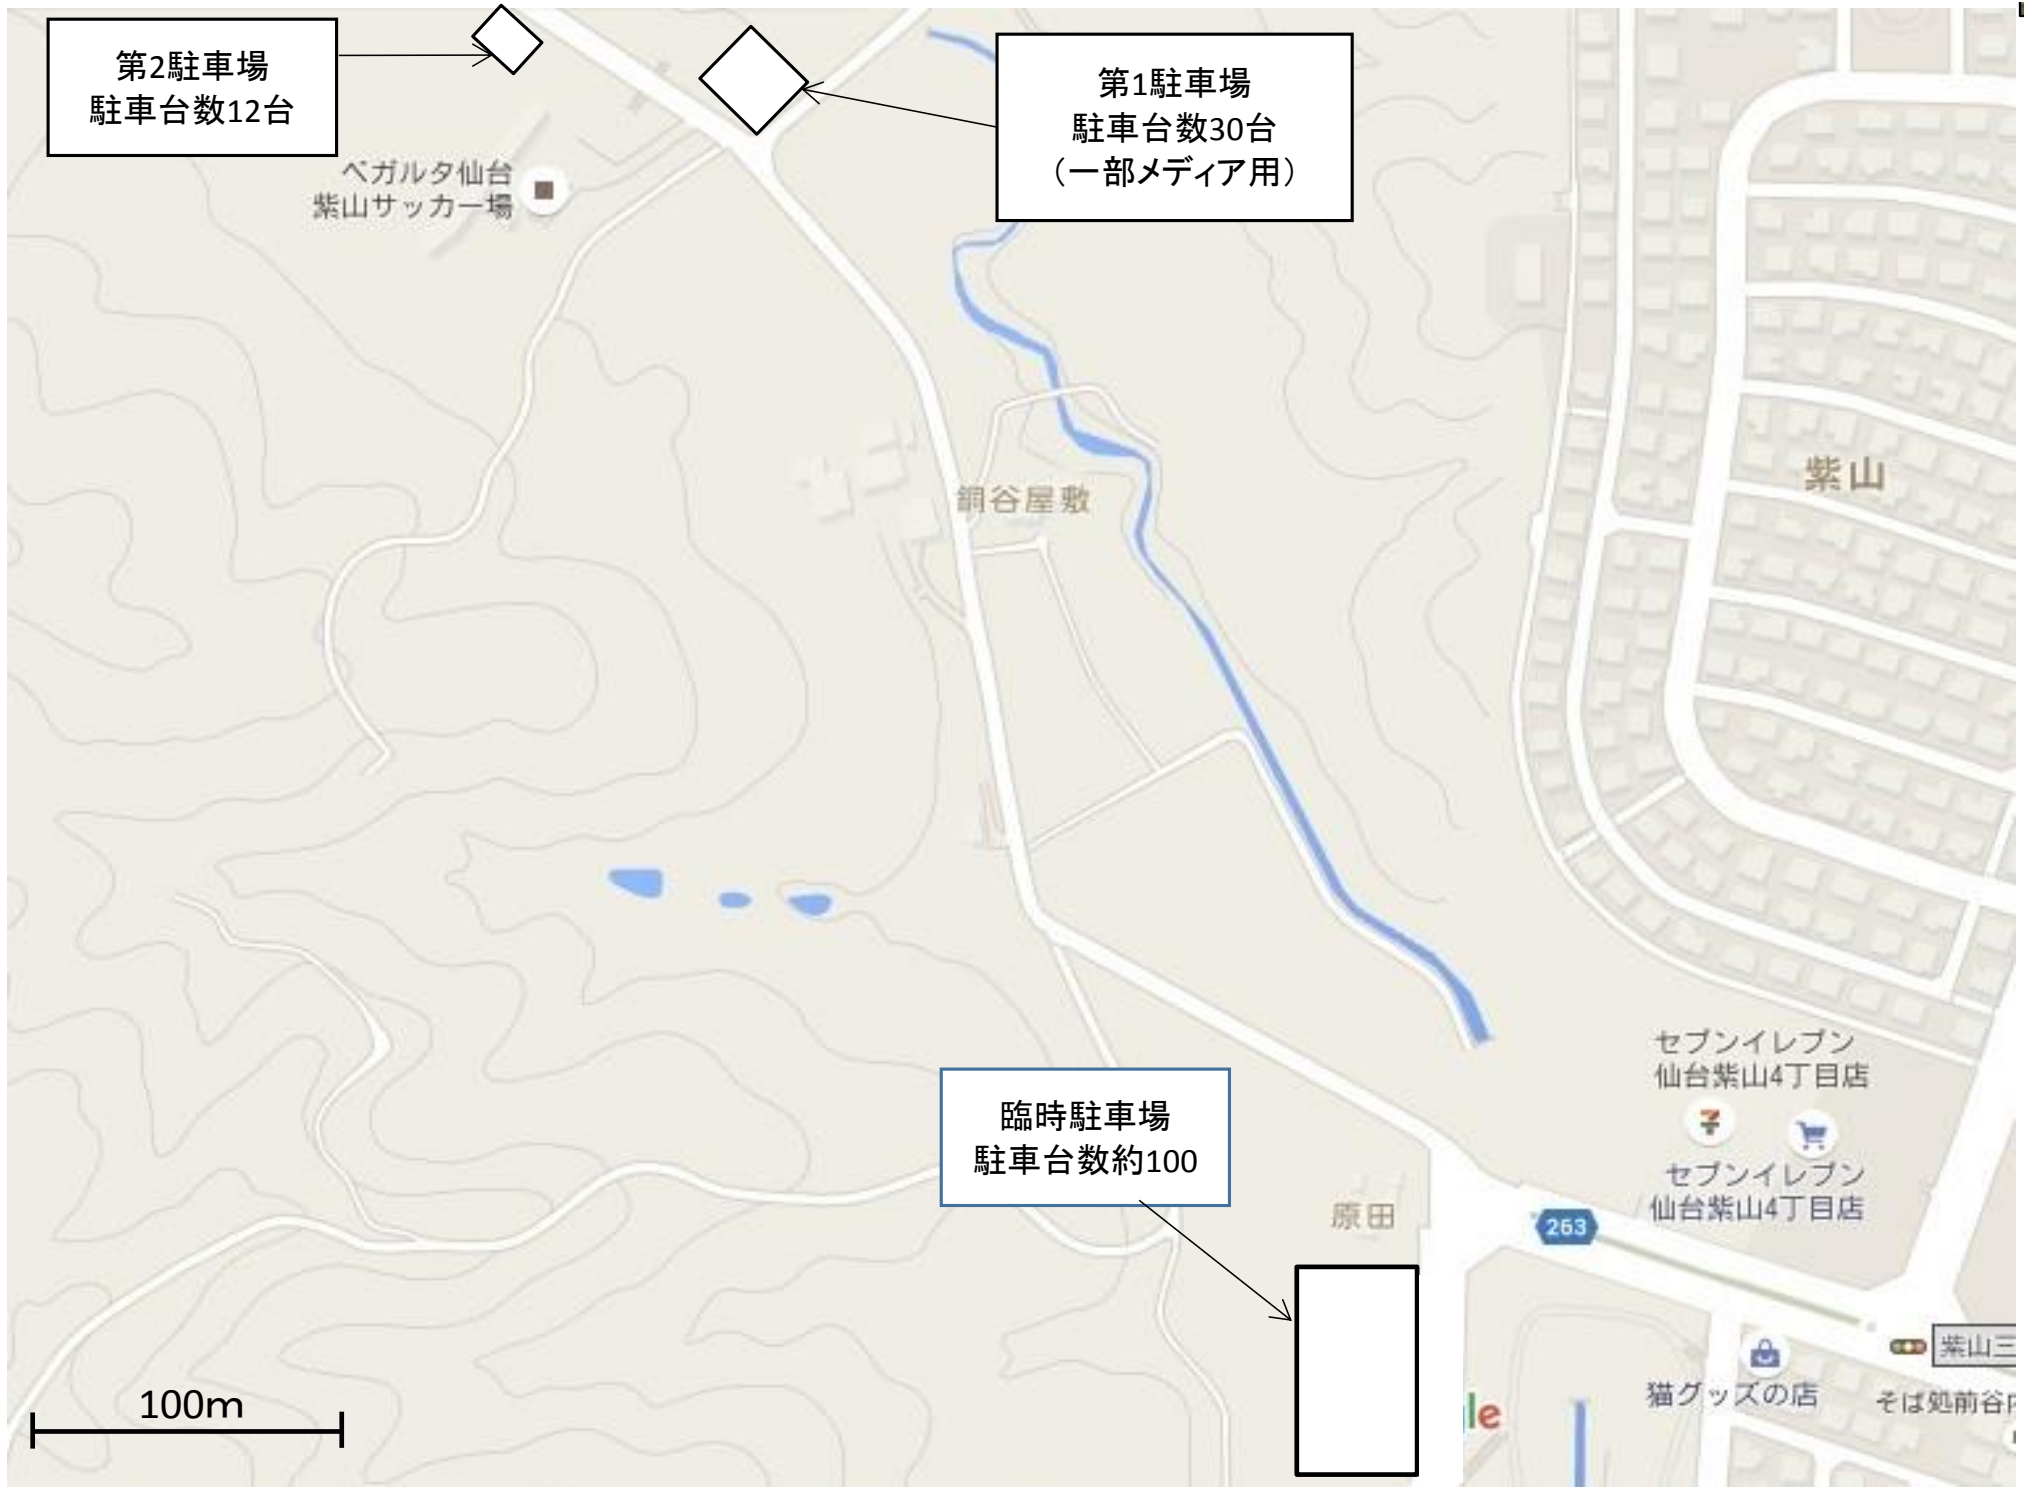 第2駐車場
駐車台数12台
第1駐車場
駐車台数30台
（一部メディア用）
ベガルタ仙台
紫山サッカー場
紫山
銅谷屋敷
セブンイレブン
仙台紫山4丁目店
セブンイレブン
仙台紫山4丁目店
臨時駐車場
駐車台数約100
原田
263
紫山三
猫グッズの店
そば処前谷
100m
le